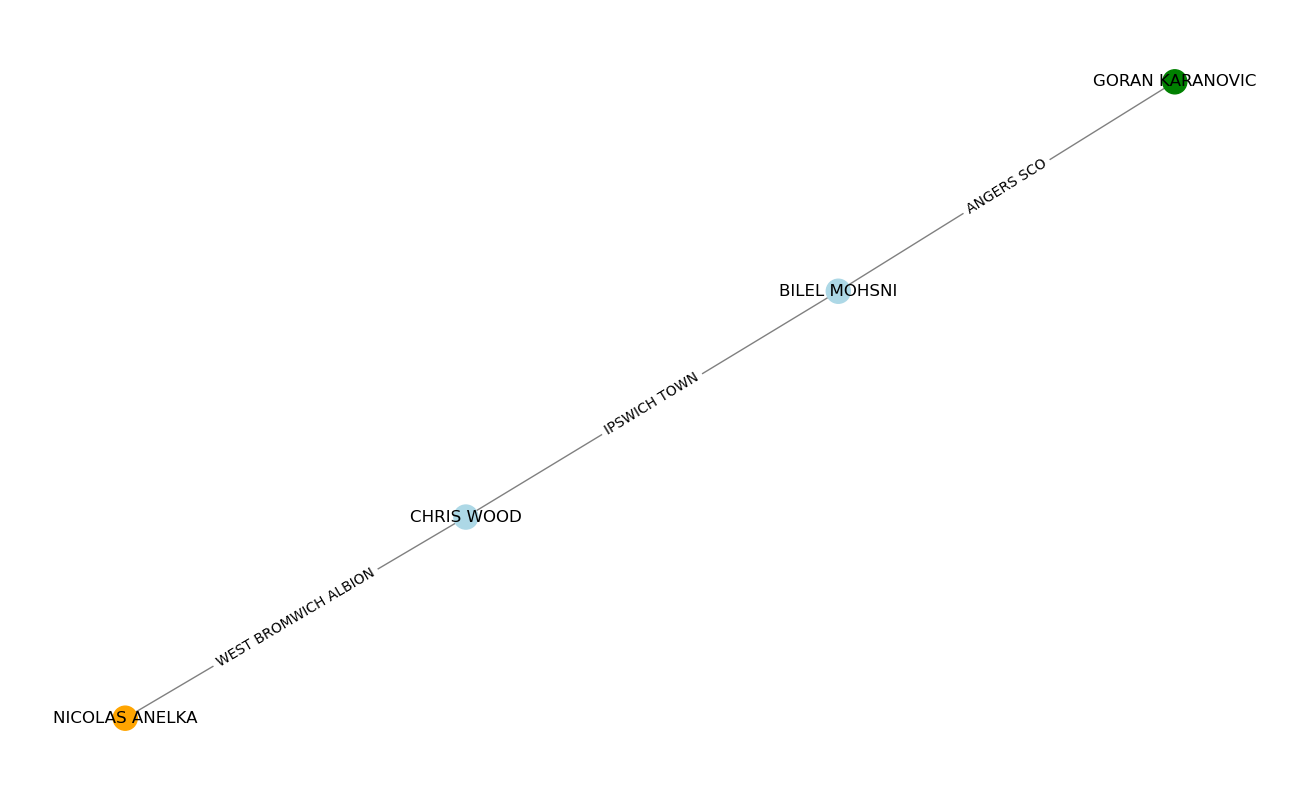 GORAN KARANOVIC
ANGERS SCO
BILEL MOHSNI
IPSWICH TOWN
CHRIS WOOD
WEST BROMWICH ALBION
NICOLAS ANELKA